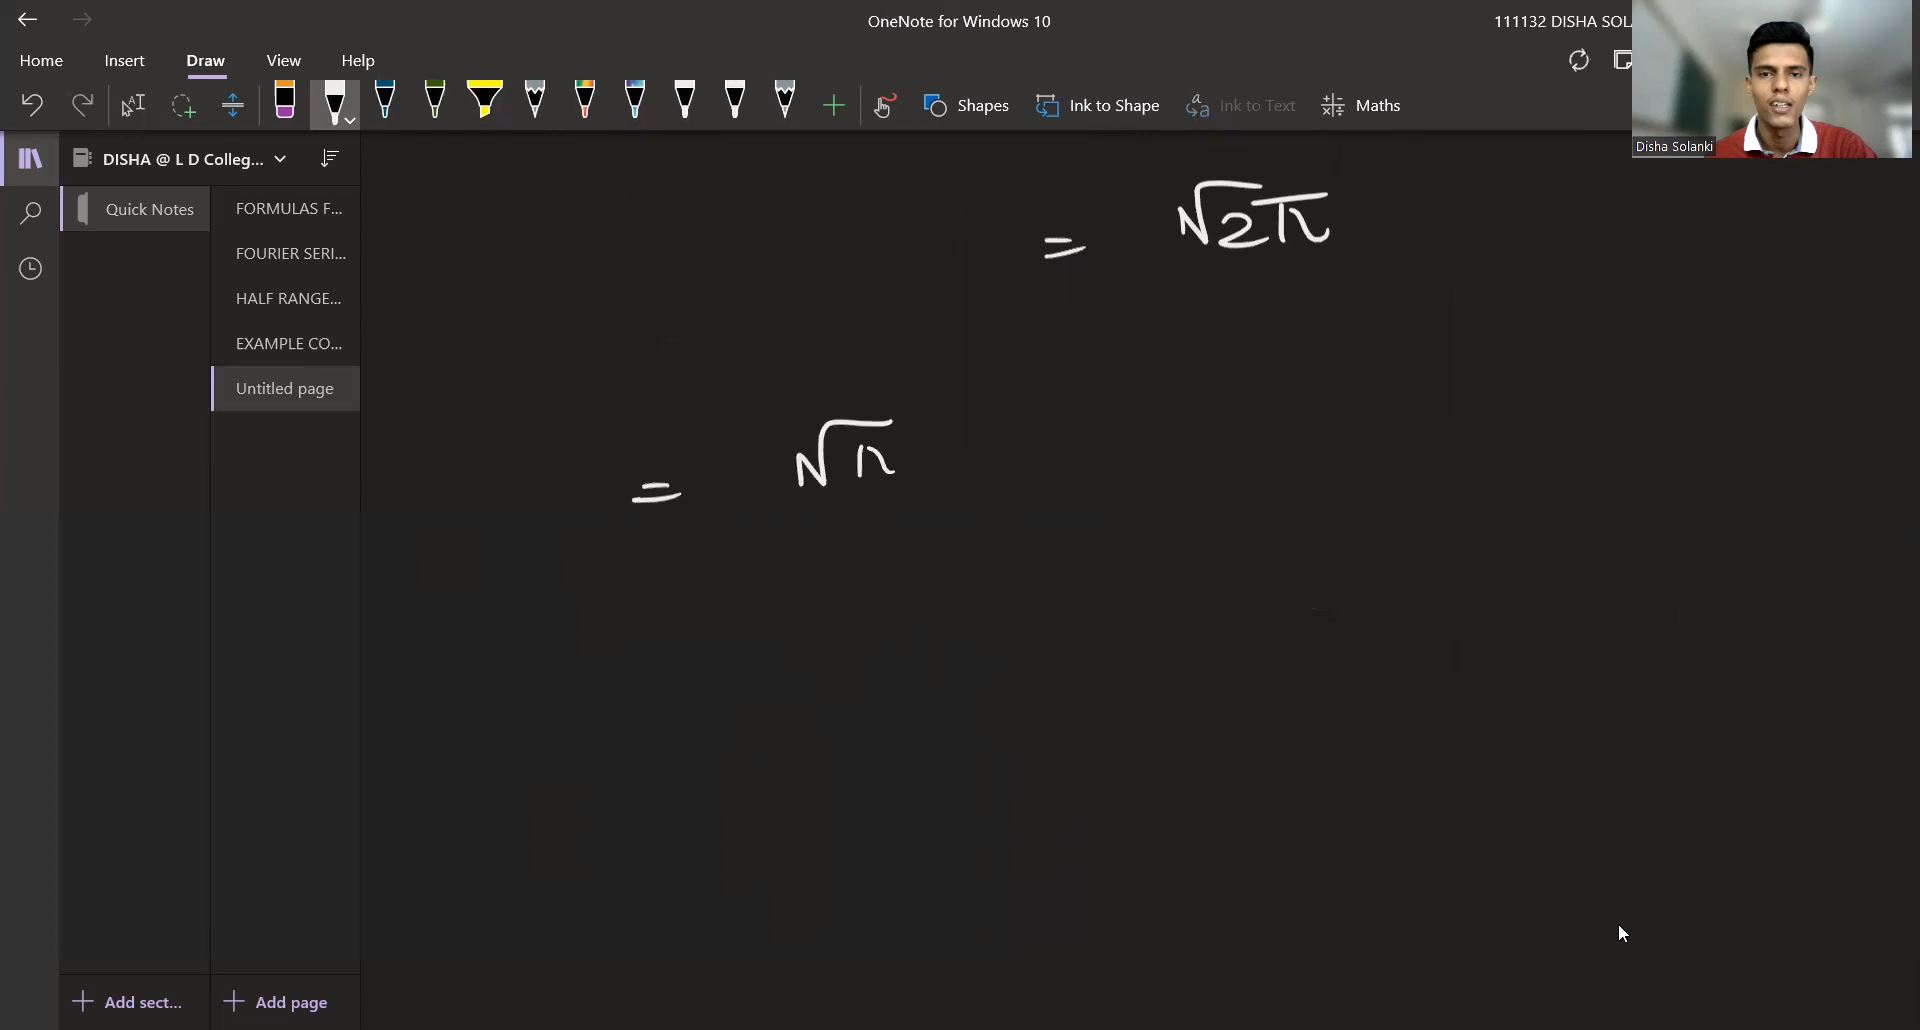 OneNote for Windows 10
111132 DISHA SOLA
Home Insert Draw View Help
Shapes Ink to Shape Ink to Text Maths
Disha Solanki
DISHA @ L D Colleg...
Quick Notes
FORMULAS F...
FOURIER SERI...
HALF RANGE...
EXAMPLE CO...
Untitled page
= √2π
= √π
Add sect...
Add page